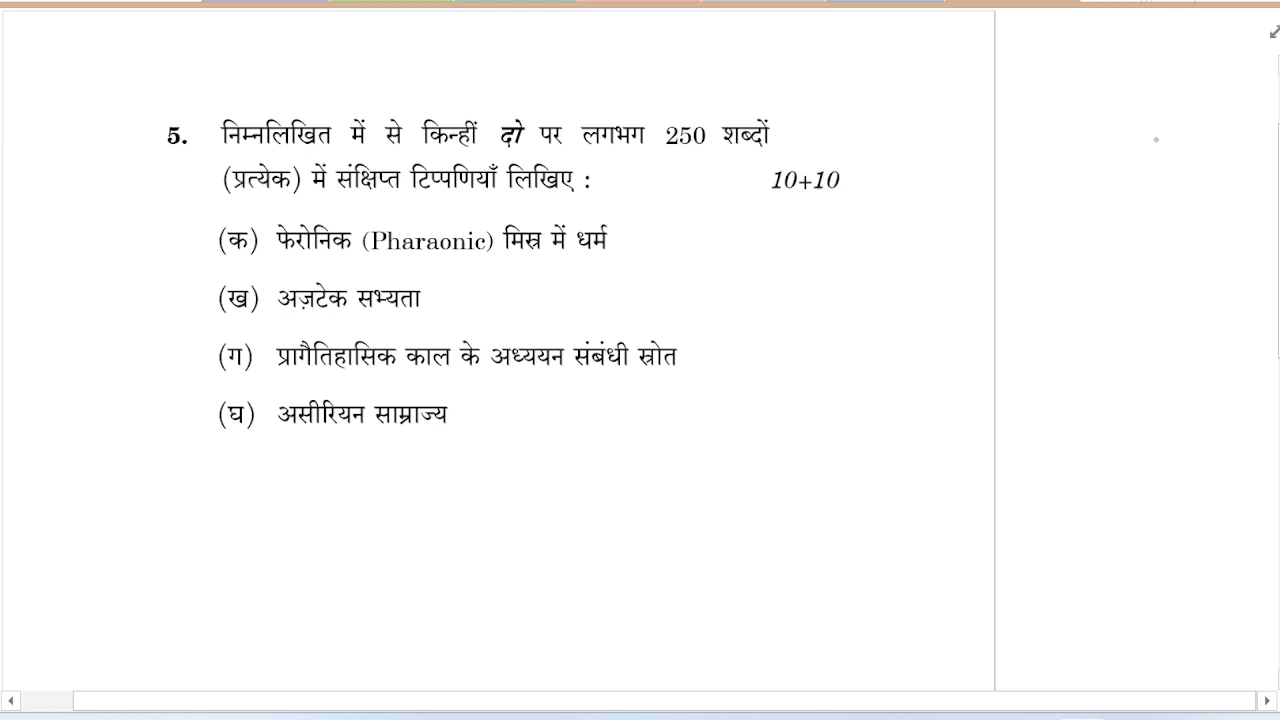 5. निम्नलिखित में से किन्हीं दो पर लगभग 250 शब्दों
(प्रत्येक) में संक्षिप्त टिप्पणियाँ लिखिए : 10+10
(क) फेरोनिक (Pharaonic) मिस्र में धर्म
(ख) अज़टेक सभ्यता
(ग) प्रागैतिहासिक काल के अध्ययन संबंधी स्रोत
(घ) असीरियन साम्राज्य